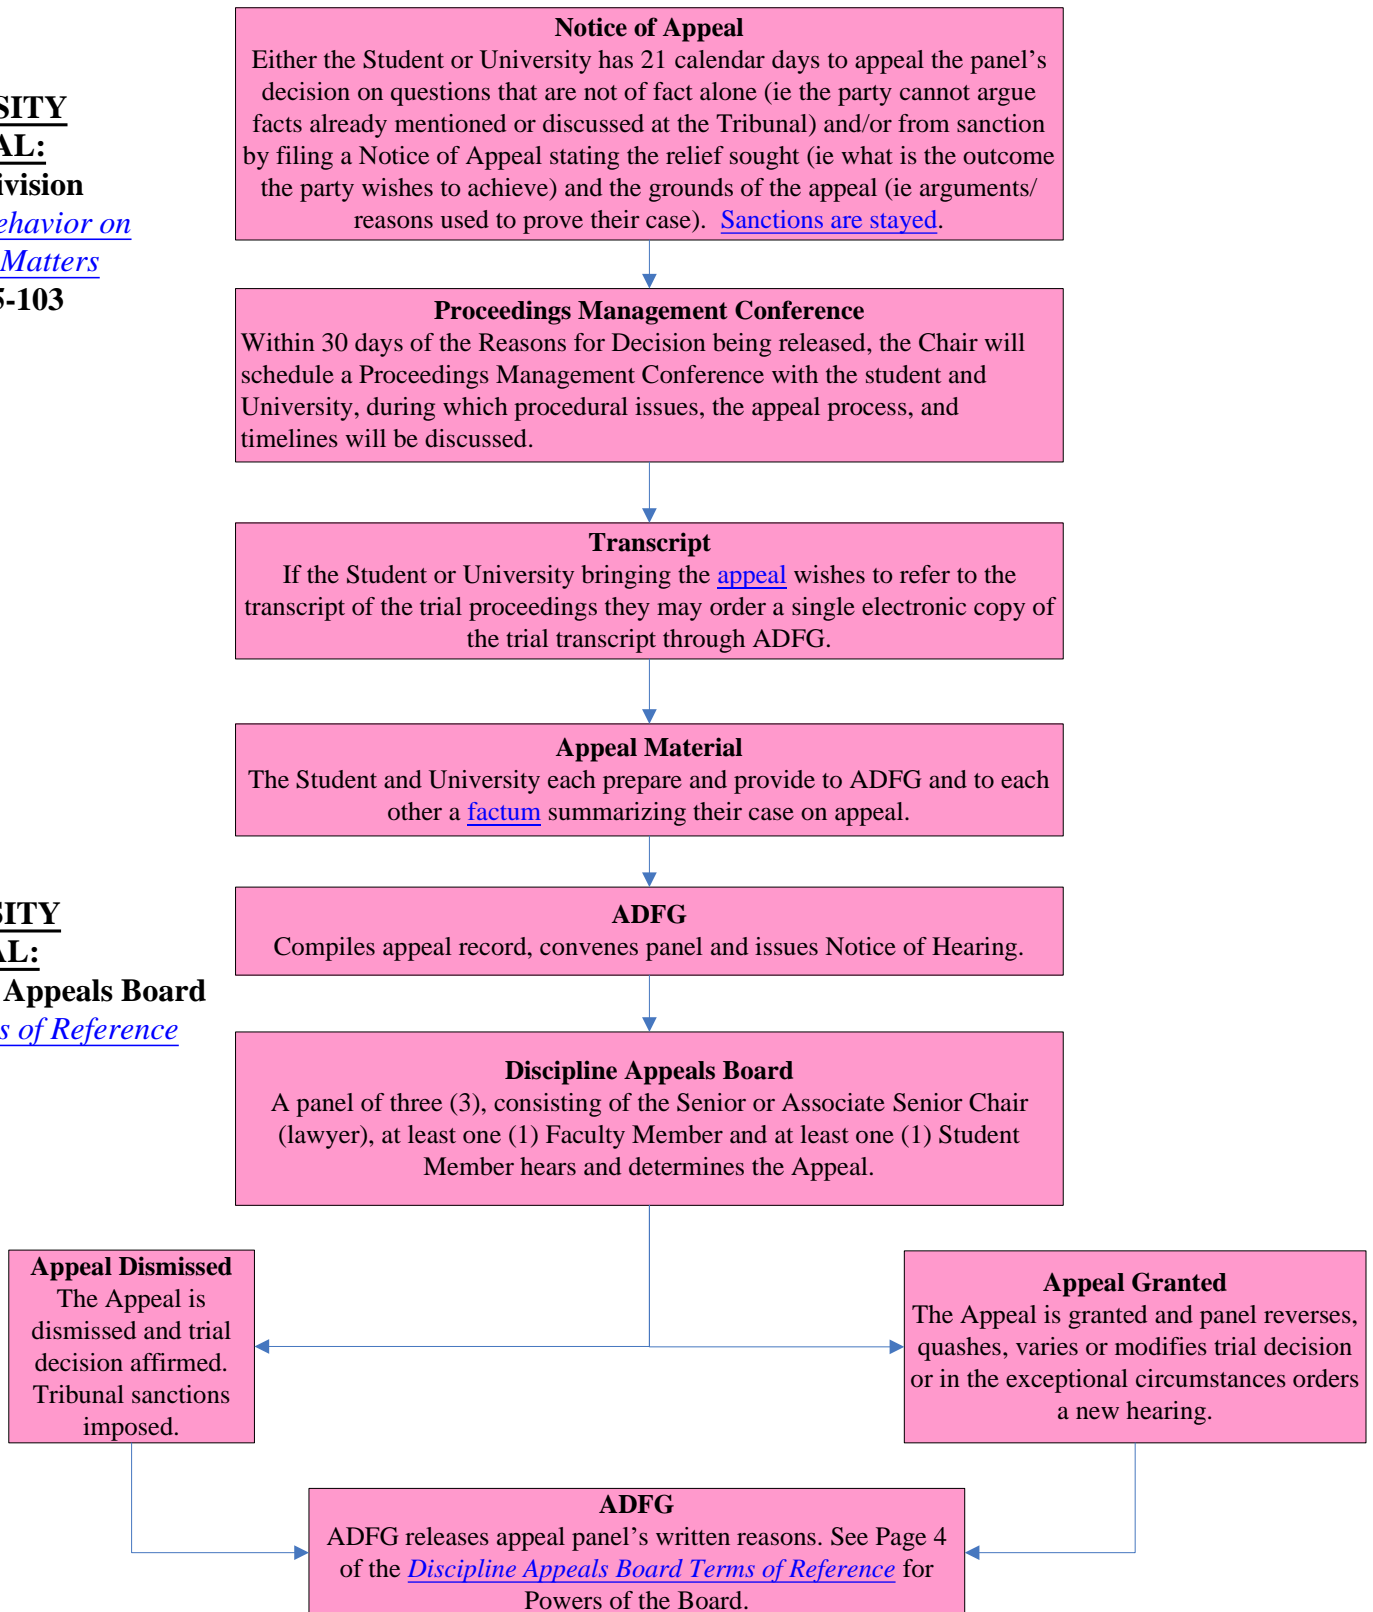 Notice of Appeal
Either the Student or University has 21 calendar days to appeal the panel’s
decision on questions that are not of fact alone (ie the party cannot argue
facts already mentioned or discussed at the Tribunal) and/or from sanction
by filing a Notice of Appeal stating the relief sought (ie what is the outcome
the party wishes to achieve) and the grounds of the appeal (ie arguments/
reasons used to prove their case).  Sanctions are stayed.
SITY
AL:
ivision
ehavior on
Matters
5-103
Proceedings Management Conference
Within 30 days of the Reasons for Decision being released, the Chair will
schedule a Proceedings Management Conference with the student and
University, during which procedural issues, the appeal process, and
timelines will be discussed.
Transcript
If the Student or University bringing the appeal wishes to refer to the
transcript of the trial proceedings they may order a single electronic copy of
the trial transcript through ADFG.
Appeal Material
The Student and University each prepare and provide to ADFG and to each
other a factum summarizing their case on appeal.
ADFG
Compiles appeal record, convenes panel and issues Notice of Hearing.
SITY
AL:
Appeals Board
s of Reference
Discipline Appeals Board
A panel of three (3), consisting of the Senior or Associate Senior Chair
(lawyer), at least one (1) Faculty Member and at least one (1) Student
Member hears and determines the Appeal.
Appeal Dismissed
The Appeal is
dismissed and trial
decision affirmed.
Tribunal sanctions
imposed.
Appeal Granted
The Appeal is granted and panel reverses,
quashes, varies or modifies trial decision
or in the exceptional circumstances orders
a new hearing.
ADFG
ADFG releases appeal panel’s written reasons. See Page 4
of the Discipline Appeals Board Terms of Reference for
Powers of the Board.